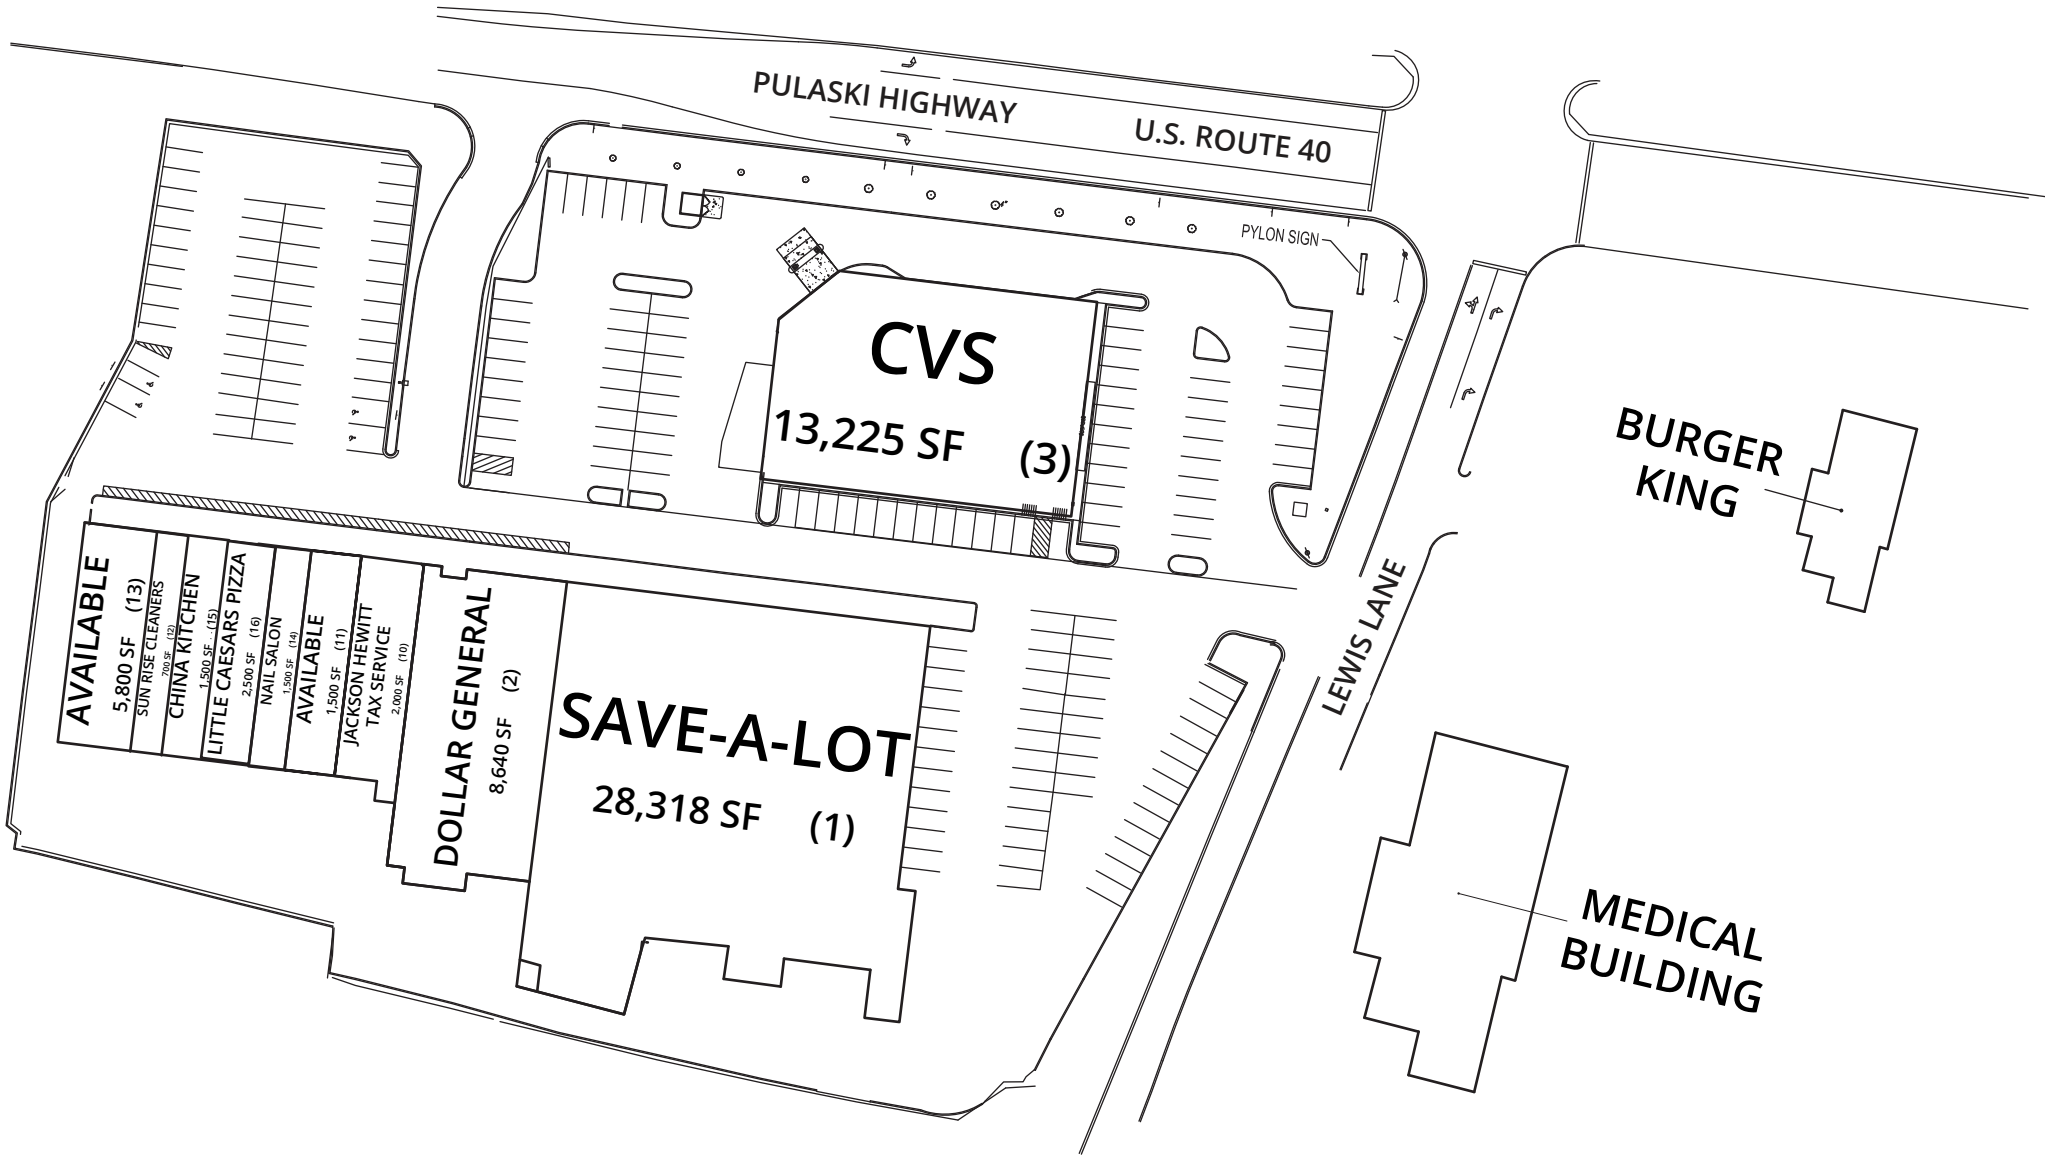 PULASKI HIGHWAY
U.S. ROUTE 40
PYLON SIGN
CVS
13,225 SF (3)
BURGER
KING
LEWIS LANE
AVAILABLE
5,800 SF (13)
SUN RISE CLEANERS
700 SF (12)
CHINA KITCHEN
1,500 SF (15)
LITTLE CAESARS PIZZA
2,500 SF (16)
NAIL SALON
1,500 SF (14)
AVAILABLE
1,500 SF (11)
JACKSON HEWITT
TAX SERVICE
2,000 SF (10)
DOLLAR GENERAL
8,640 SF (2)
SAVE-A-LOT
28,318 SF (1)
MEDICAL
BUILDING